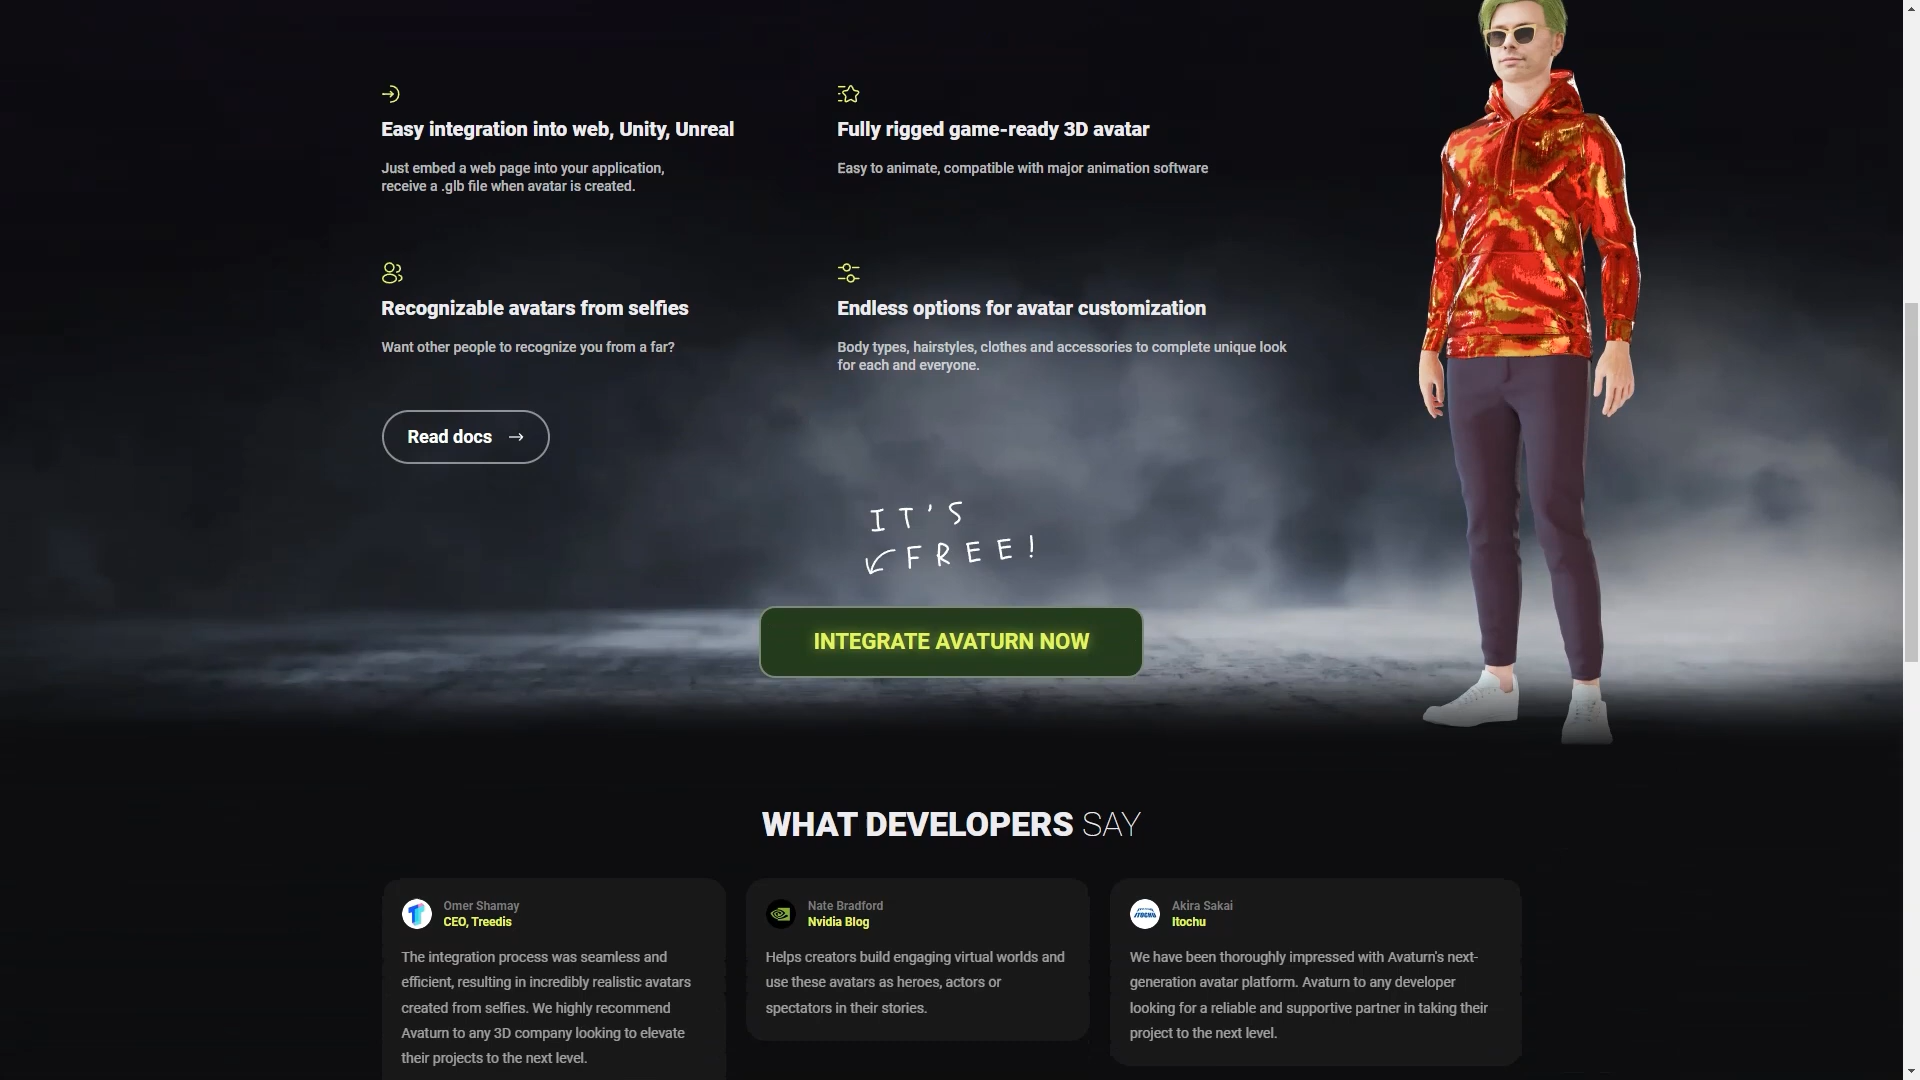 Easy integration into web, Unity, Unreal
Just embed a web page into your application,
receive a .glb file when avatar is created.
Fully rigged game-ready 3D avatar
Easy to animate, compatible with major animation software
Recognizable avatars from selfies
Want other people to recognize you from a far?
Endless options for avatar customization
Body types, hairstyles, clothes and accessories to complete unique look
for each and everyone.
Read docs
IT'S
FREE!
INTEGRATE AVATURN NOW
WHAT DEVELOPERS SAY
Omer Shamay
CEO, Treedis
The integration process was seamless and
efficient, resulting in incredibly realistic avatars
created from selfies. We highly recommend
Avaturn to any 3D company looking to elevate
their projects to the next level.
Nate Bradford
Nvidia Blog
Helps creators build engaging virtual worlds and
use these avatars as heroes, actors or
spectators in their stories.
ITOCHU
Akira Sakai
Itochu
We have been thoroughly impressed with Avaturn's next-
generation avatar platform. Avaturn to any developer
looking for a reliable and supportive partner in taking their
project to the next level.